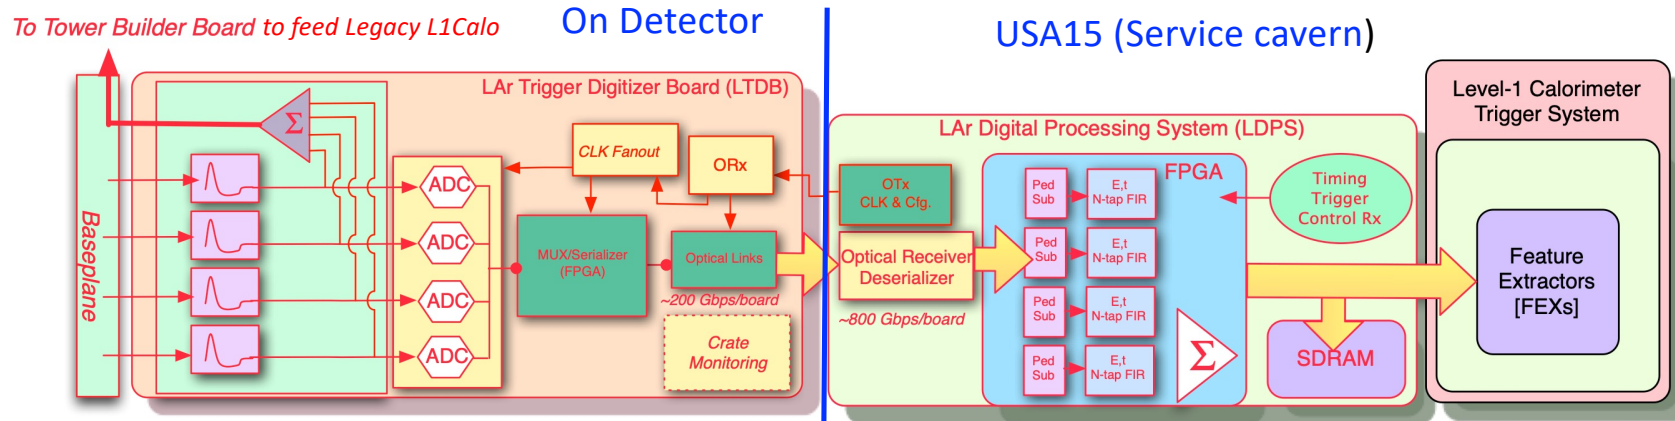 To Tower Builder Board to feed Legacy L1Calo
On Detector
USA15 (Service cavern)
Baseplane
LAr Trigger Digitizer Board (LTDB)
Σ
ADC
ADC
ADC
ADC
CLK Fanout
ORx
MUX/Serializer
(FPGA)
Optical Links
~200 Gbps/board
Crate
Monitoring
LAr Digital Processing System (LDPS)
OTx
CLK & Cfg.
Optical Receiver
Deserializer
~800 Gbps/board
FPGA
Ped
Sub
E,t
N-tap FIR
Ped
Sub
E,t
N-tap FIR
Ped
Sub
E,t
N-tap FIR
Ped
Sub
E,t
N-tap FIR
Σ
Timing
Trigger
Control Rx
SDRAM
Level-1 Calorimeter
Trigger System
Feature
Extractors
[FEXs]